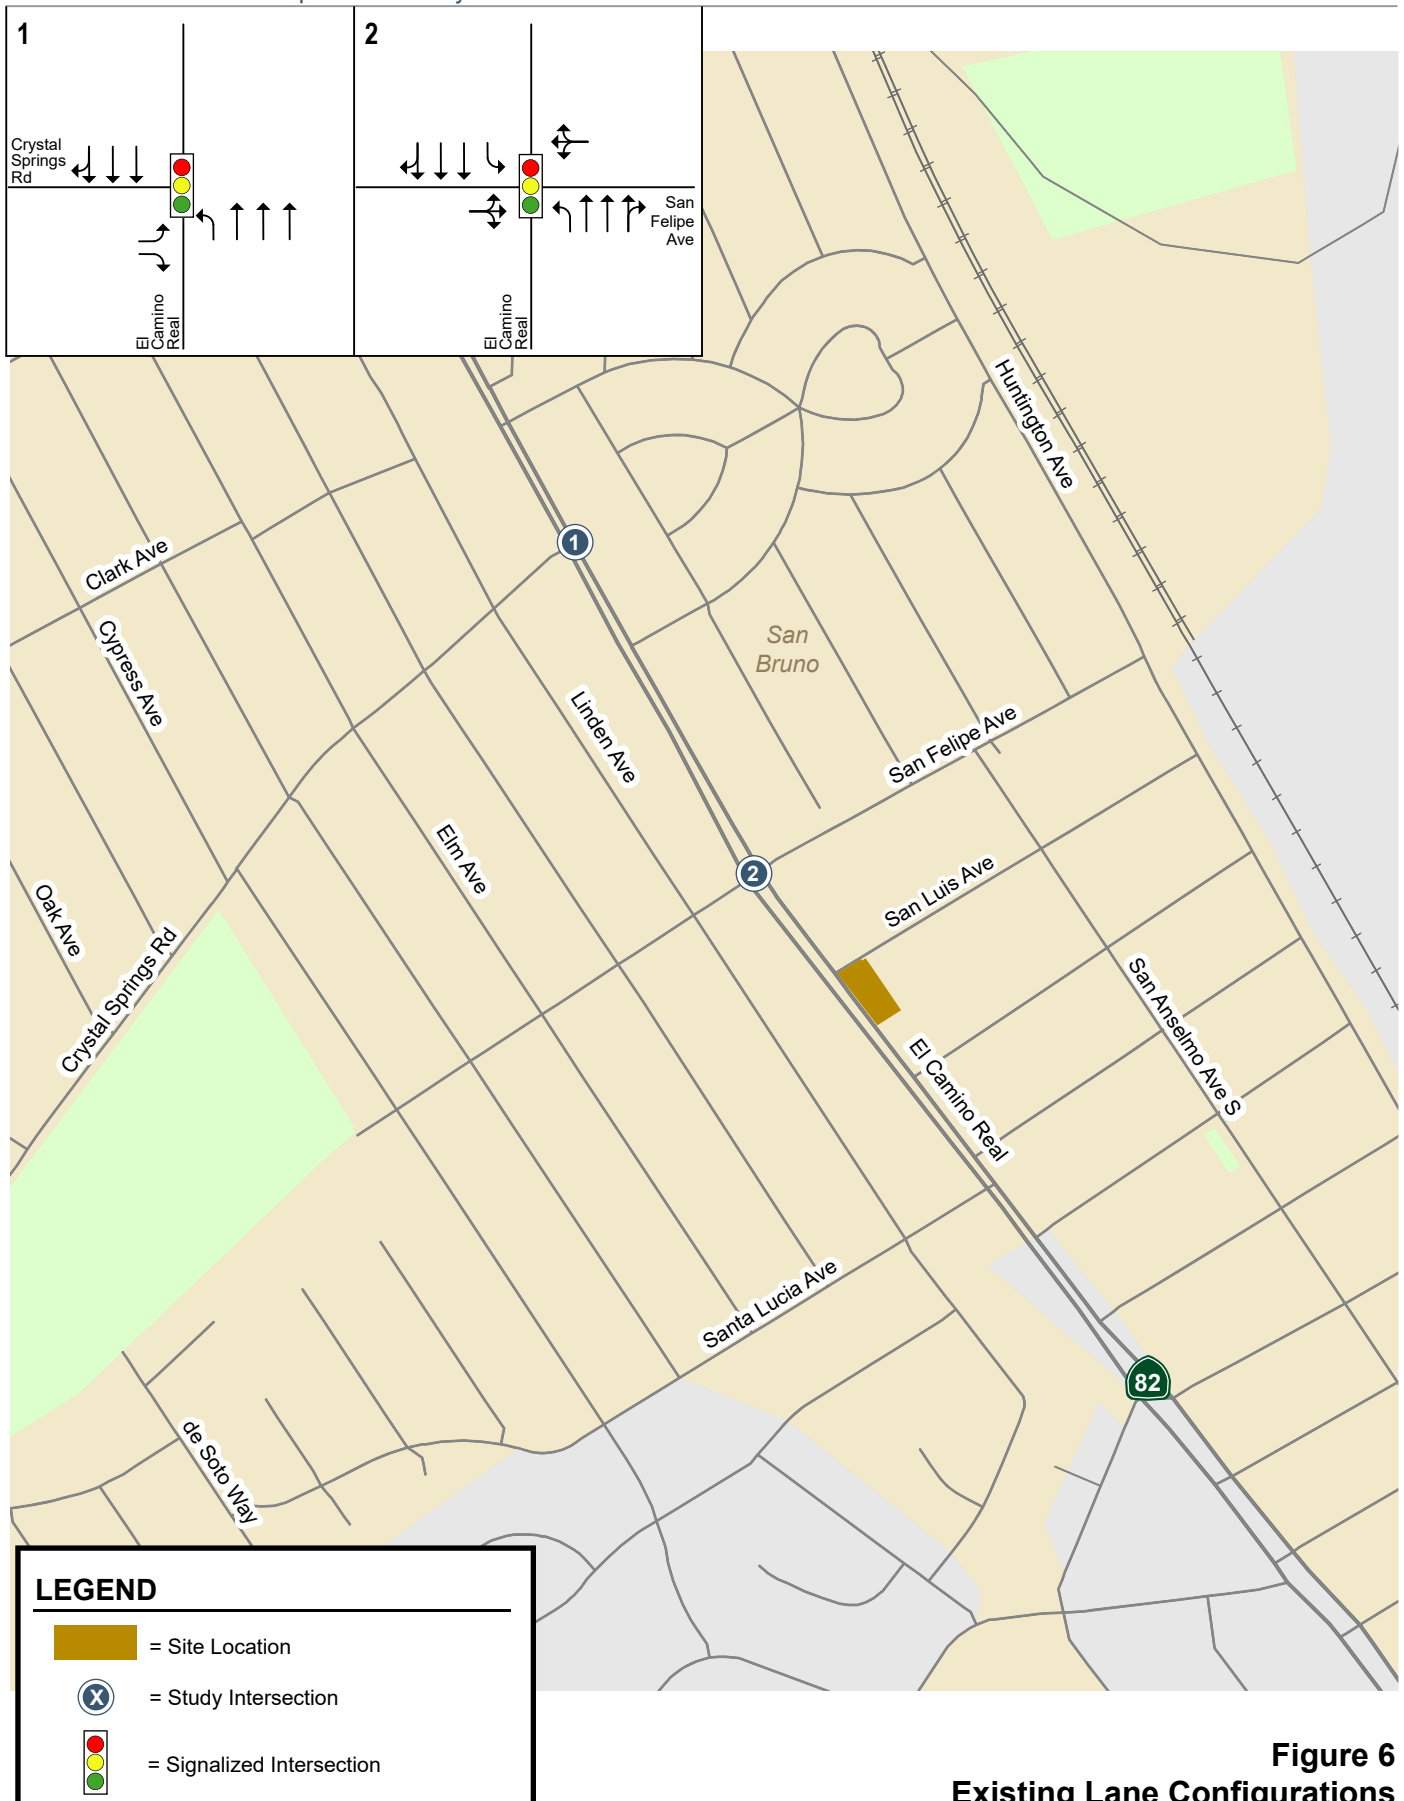 1
Crystal
Springs
Rd
El
Camino
Real
2
San
Felipe
Ave
El
Camino
Real
Huntington Ave
1
Clark Ave
Cypress Ave
San
Bruno
Linden Ave
San Felipe Ave
Elm Ave
2
San Luis Ave
Oak Ave
Crystal Springs Rd
San Anselmo Ave S
El Camino Real
Santa Lucia Ave
82
de Soto Way
LEGEND
= Site Location
X
= Study Intersection
= Signalized Intersection
Figure 6
Existing Lane Configurations